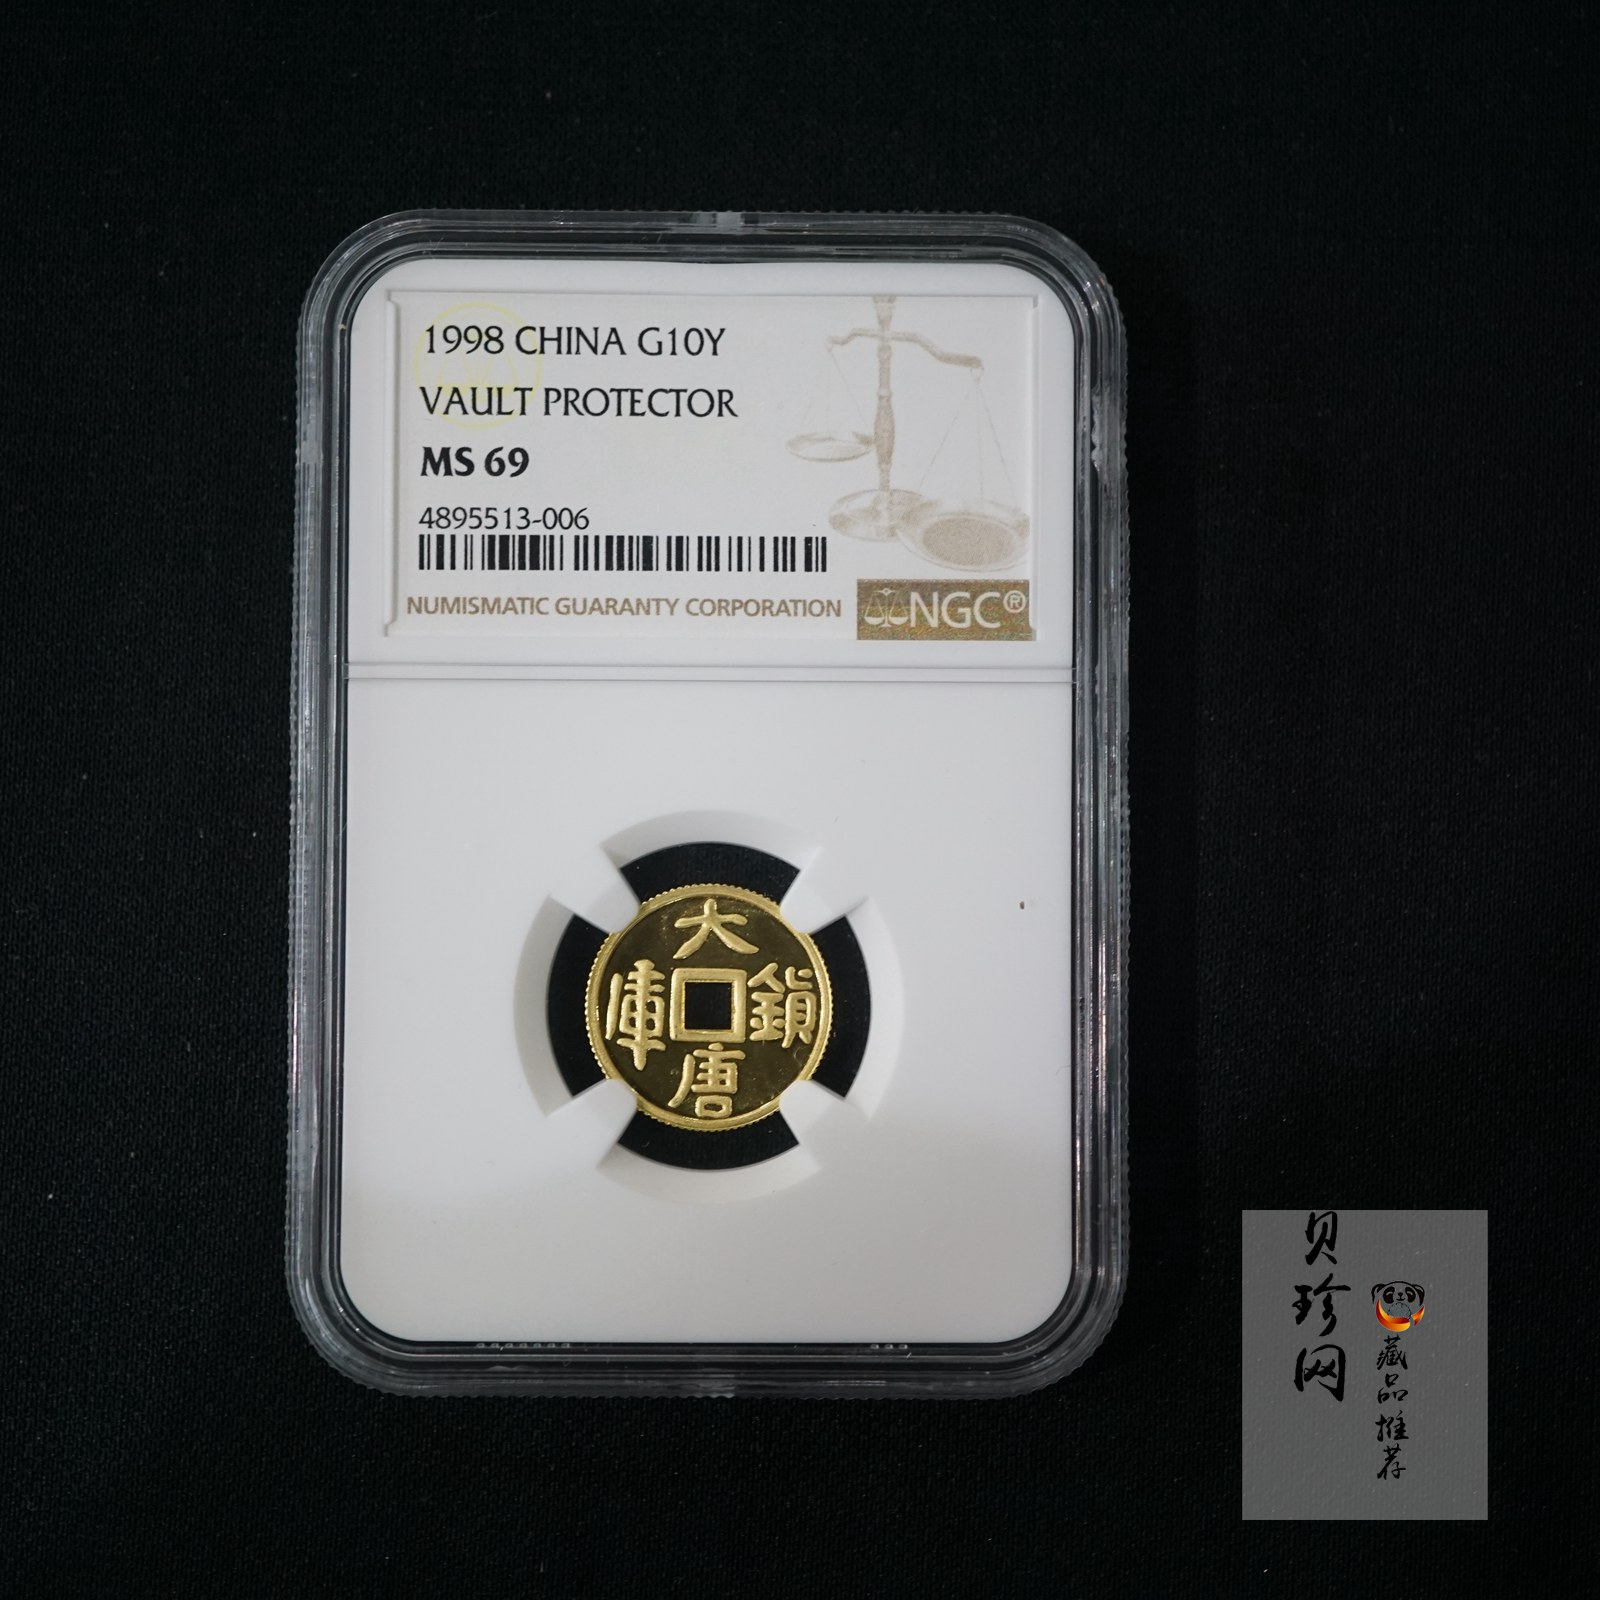 1998 CHINA G10Y
VAULT PROTECTOR
MS 69
4895513-006
NUMISMATIC GUARANTY CORPORATION
NGC®
大
庫 鎮
唐
贝珍网
藏品推荐